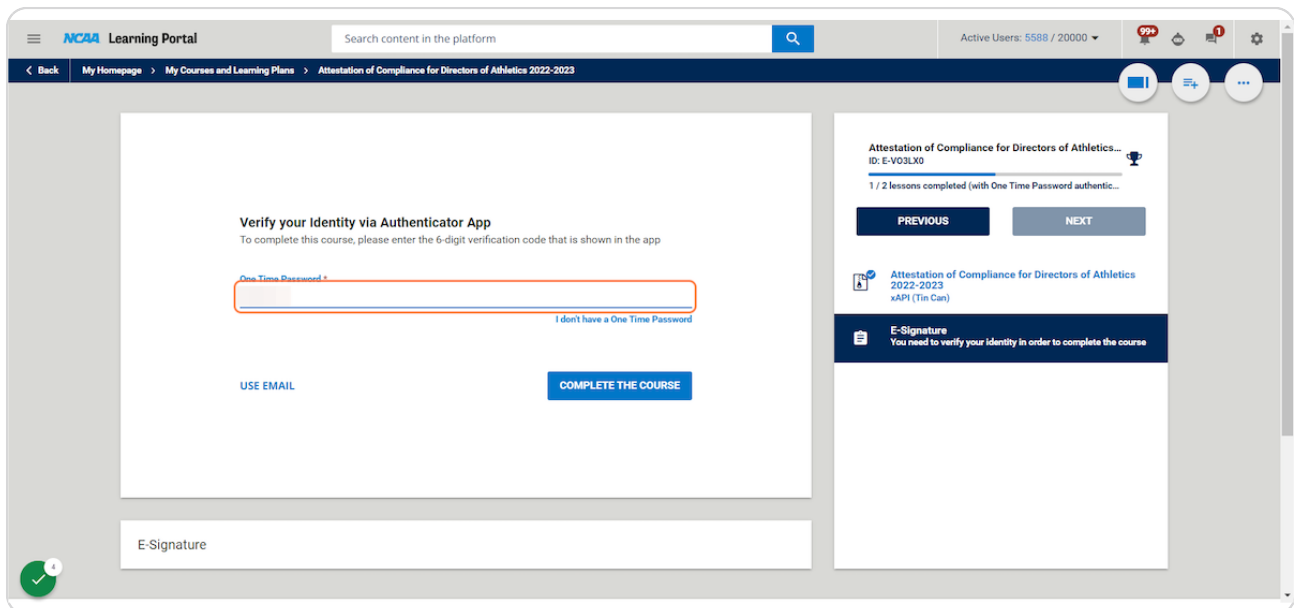 NCAA Learning Portal
Search content in the platform
Active Users: 5588 / 20000
99+
1
Back
My Homepage > My Courses and Learning Plans > Attestation of Compliance for Directors of Athletics 2022-2023
Verify your Identity via Authenticator App
To complete this course, please enter the 6-digit verification code that is shown in the app
One Time Password *
I don't have a One Time Password
USE EMAIL
COMPLETE THE COURSE
E-Signature
4
Attestation of Compliance for Directors of Athletics...
ID: E-VO3LX0
1 / 2 lessons completed (with One Time Password authentic...
PREVIOUS
NEXT
Attestation of Compliance for Directors of Athletics
2022-2023
xAPI (Tin Can)
E-Signature
You need to verify your identity in order to complete the course